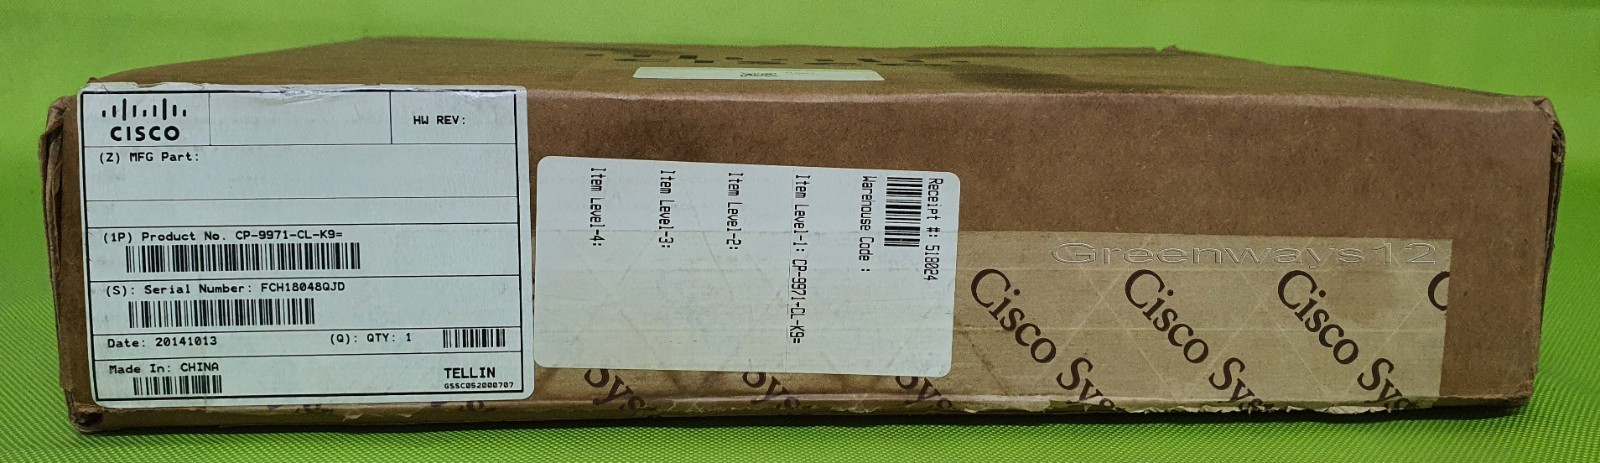 CISCO
HW REV:
(Z) MFG Part:
(1P) Product No. CP-9971-CL-K9=
(S): Serial Number: FCH18048QJD
Date: 20141013
(Q): QTY: 1
Made In: CHINA
TELLIN
GSSC052000707
Receipt #: 518024
Warehouse Code :
Item Level-1: CP-9971-CL-K9=
Item Level-2:
Item Level-3:
Item Level-4:
Greenways12
Cisco Sys
Cisco Sys
Cisco Sys